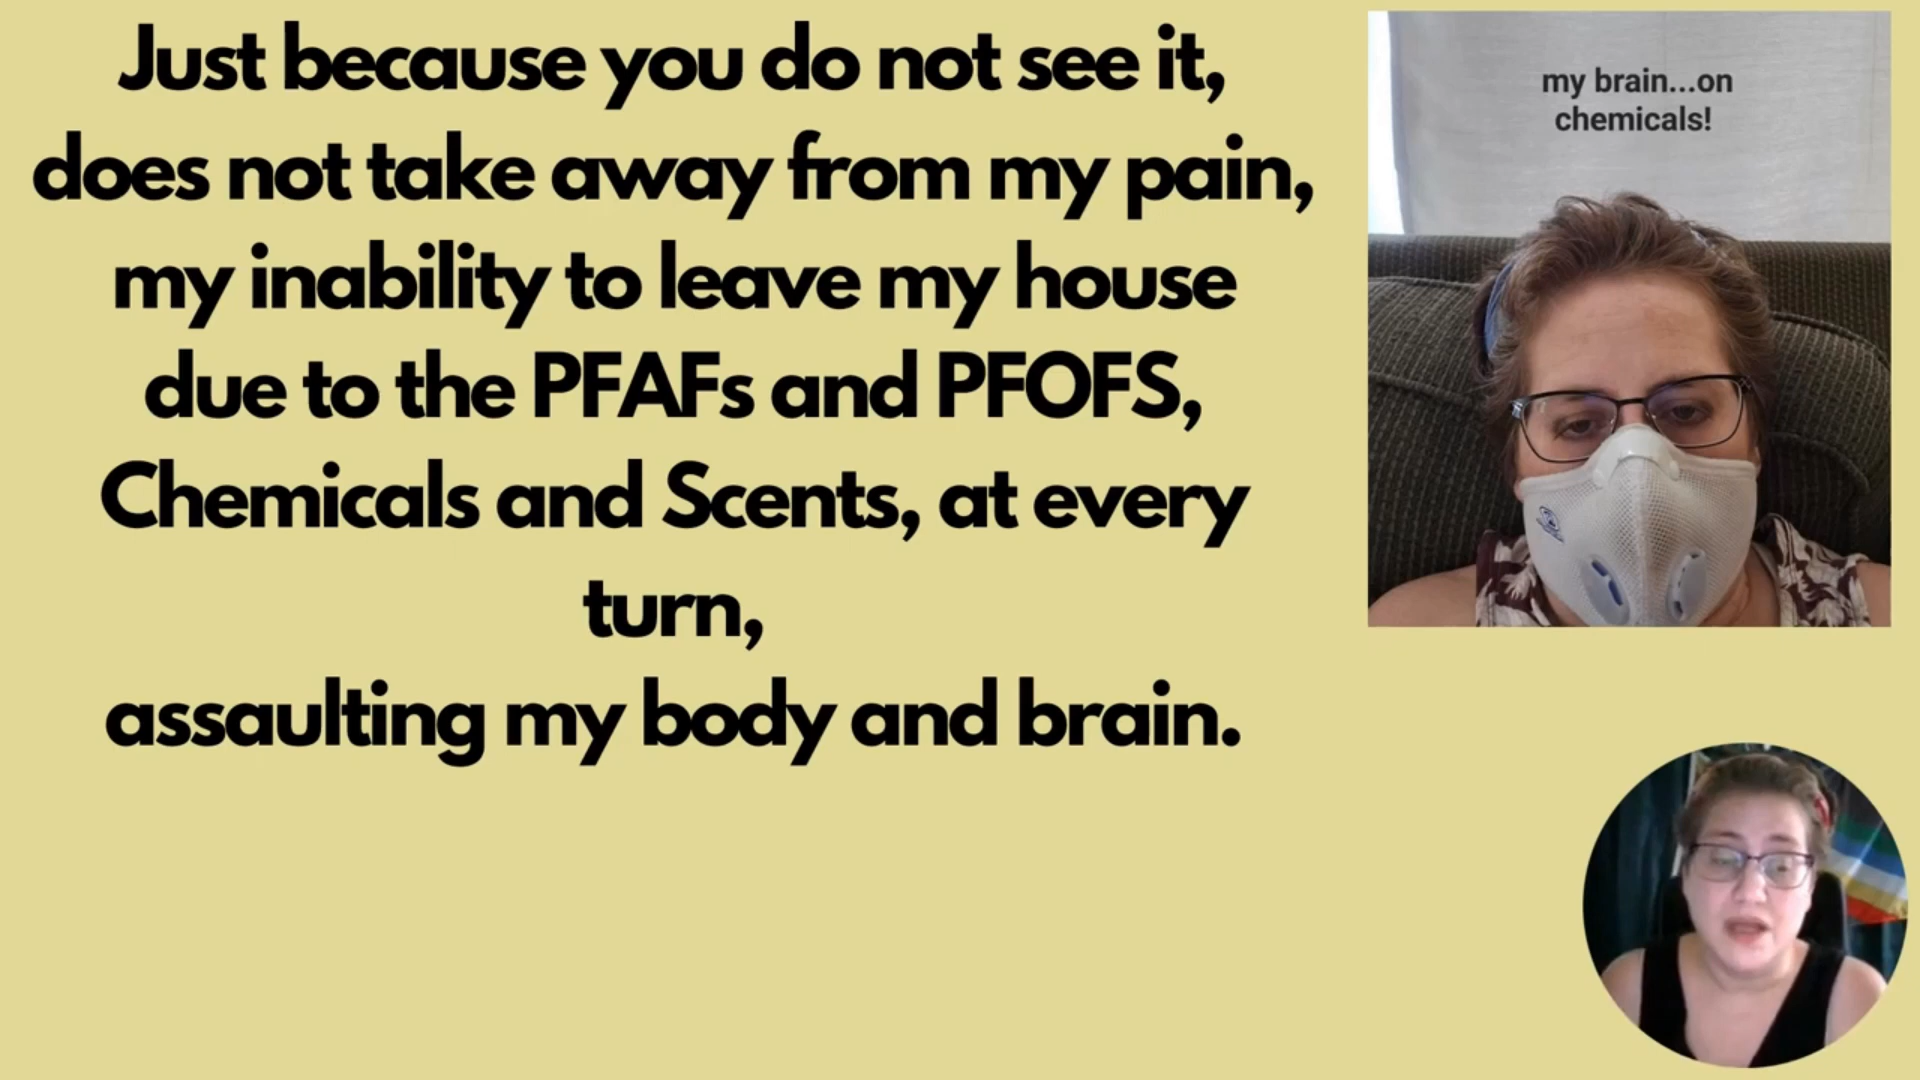 Just because you do not see it,
does not take away from my pain,
my inability to leave my house
due to the PFAFs and PFOFS,
Chemicals and Scents, at every
turn,
assaulting my body and brain.
my brain...on
chemicals!